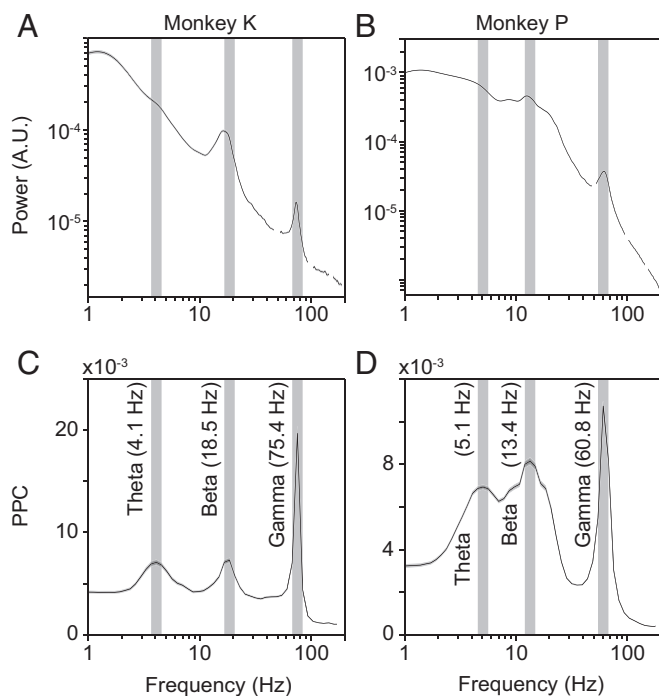 A
Monkey K
B
Monkey P
Power (A.U.)
10⁻⁴
10⁻⁵
1
10
100
10⁻³
10⁻⁴
10⁻⁵
1
10
100
C
x10⁻³
PPC
20
10
0
Theta (4.1 Hz)
Beta (18.5 Hz)
Gamma (75.4 Hz)
1
10
100
Frequency (Hz)
D
x10⁻³
8
4
0
Theta (5.1 Hz)
Beta (13.4 Hz)
Gamma (60.8 Hz)
1
10
100
Frequency (Hz)